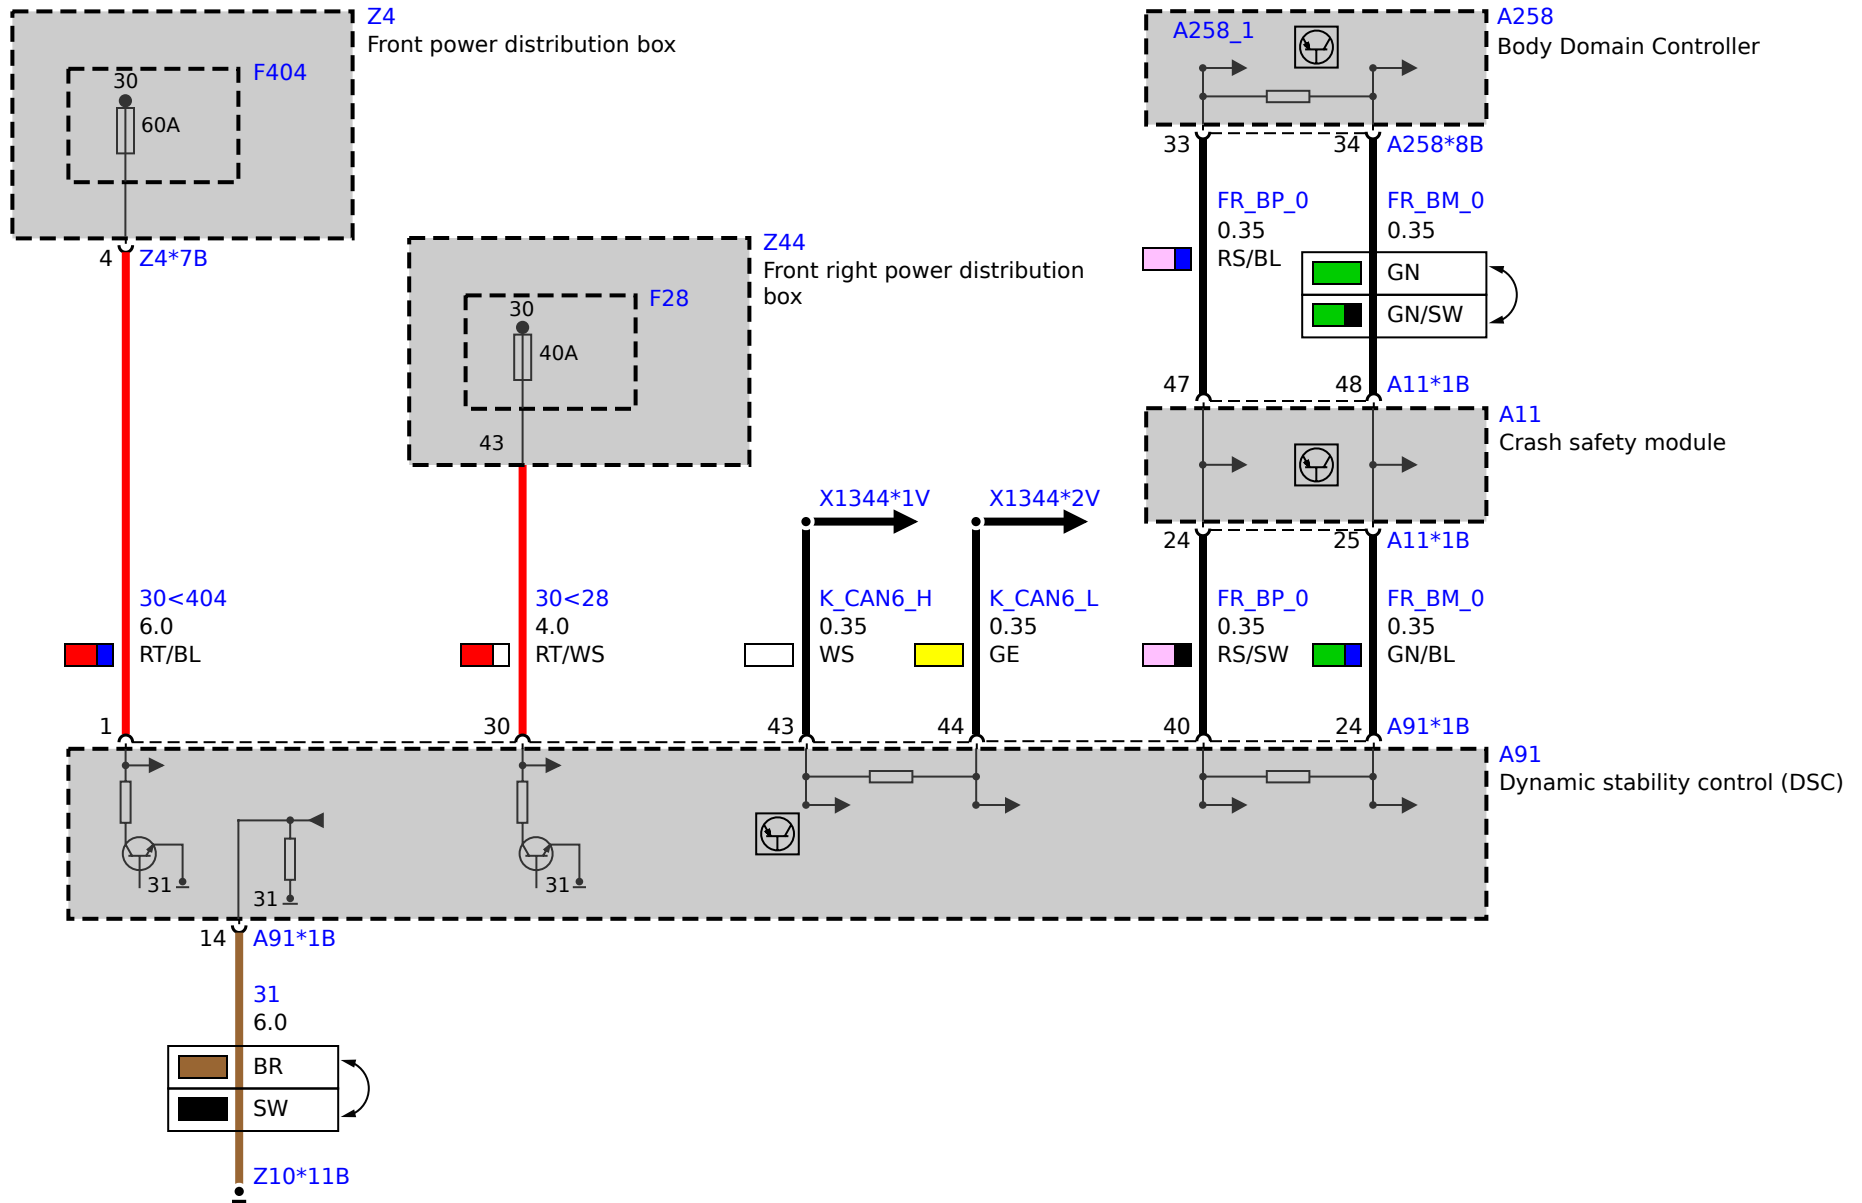 Z4
Front power distribution box
F404
30
60A
4 Z4*7B
Z44
Front right power distribution
box
F28
30
40A
43
A258
Body Domain Controller
A258_1
33 34 A258*8B
FR_BP_0
0.35
RS/BL
FR_BM_0
0.35
GN
GN/SW
47 48 A11*1B
A11
Crash safety module
24 25 A11*1B
X1344*1V
X1344*2V
30<404
6.0
RT/BL
30<28
4.0
RT/WS
K_CAN6_H
0.35
WS
K_CAN6_L
0.35
GE
FR_BP_0
0.35
RS/SW
FR_BM_0
0.35
GN/BL
1 30 43 44 40 24 A91*1B
A91
Dynamic stability control (DSC)
31
31
31
14 A91*1B
31
6.0
BR
SW
Z10*11B